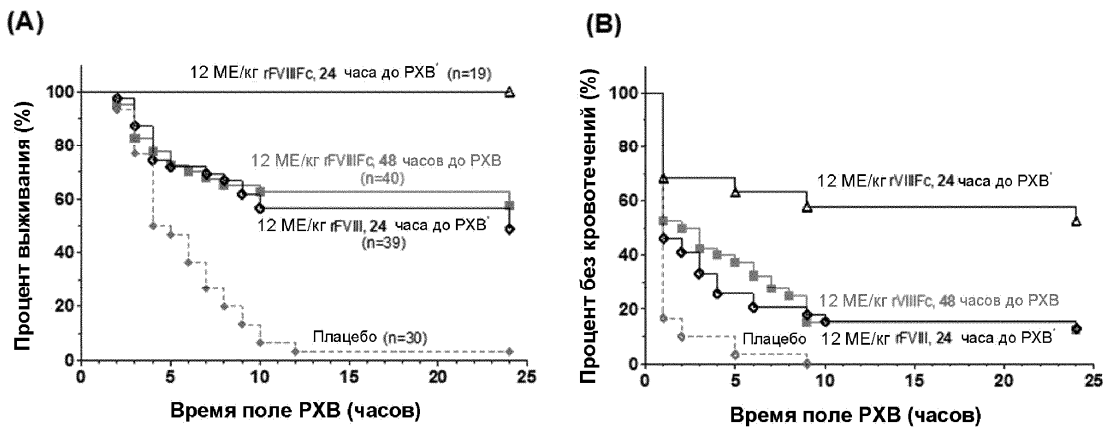 (A)
Процент выживания (%)
100
80
60
40
20
0
12 МЕ/кг rFVIIIFc, 24 часа до РХВ* (n=19)
12 МЕ/кг rFVIIIFc, 48 часов до РХВ
(n=40)
12 МЕ/кг rFVIII, 24 часа до РХВ*
(n=39)
Плацебо (n=30)
0 5 10 15 20 25
Время поле РХВ (часов)
(B)
Процент без кровотечений (%)
100
80
60
40
20
0
12 МЕ/кг rVIIIFc, 24 часа до РХВ*
12 МЕ/кг rVIIIFc, 48 часов до РХВ
Плацебо
12 МЕ/кг rFVIII, 24 часа до РХВ*
0 5 10 15 20 25
Время поле РХВ (часов)